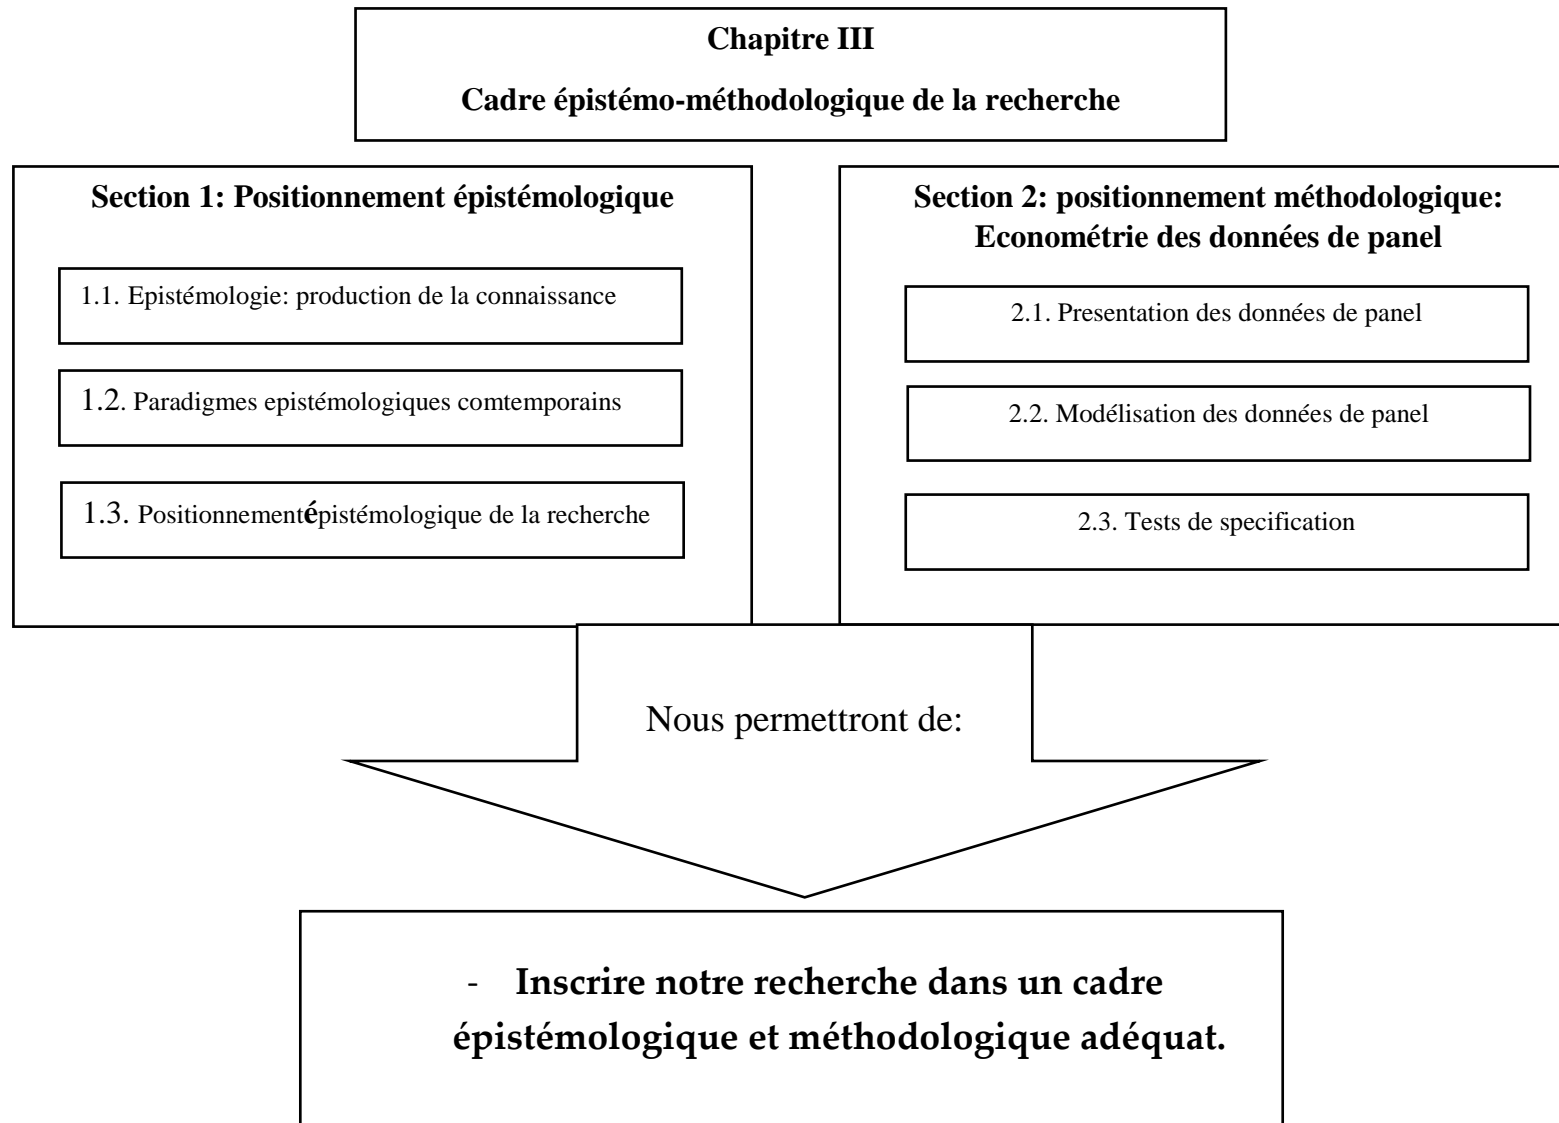 Chapitre III
Cadre épistémo-méthodologique de la recherche
Section 1: Positionnement épistémologique
1.1. Epistémologie: production de la connaissance
1.2. Paradigmes epistémologiques comtemporains
1.3. Positionnementépistémologique de la recherche
Section 2: positionnement méthodologique:
Econométrie des données de panel
2.1. Presentation des données de panel
2.2. Modélisation des données de panel
2.3. Tests de specification
Nous permettront de:
- Inscrire notre recherche dans un cadre
épistémologique et méthodologique adéquat.